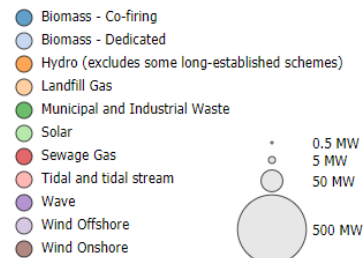 Biomass - Co-firing
Biomass - Dedicated
Hydro (excludes some long-established schemes)
Landfill Gas
Municipal and Industrial Waste
Solar
Sewage Gas
Tidal and tidal stream
Wave
Wind Offshore
Wind Onshore
0.5 MW
5 MW
50 MW
500 MW